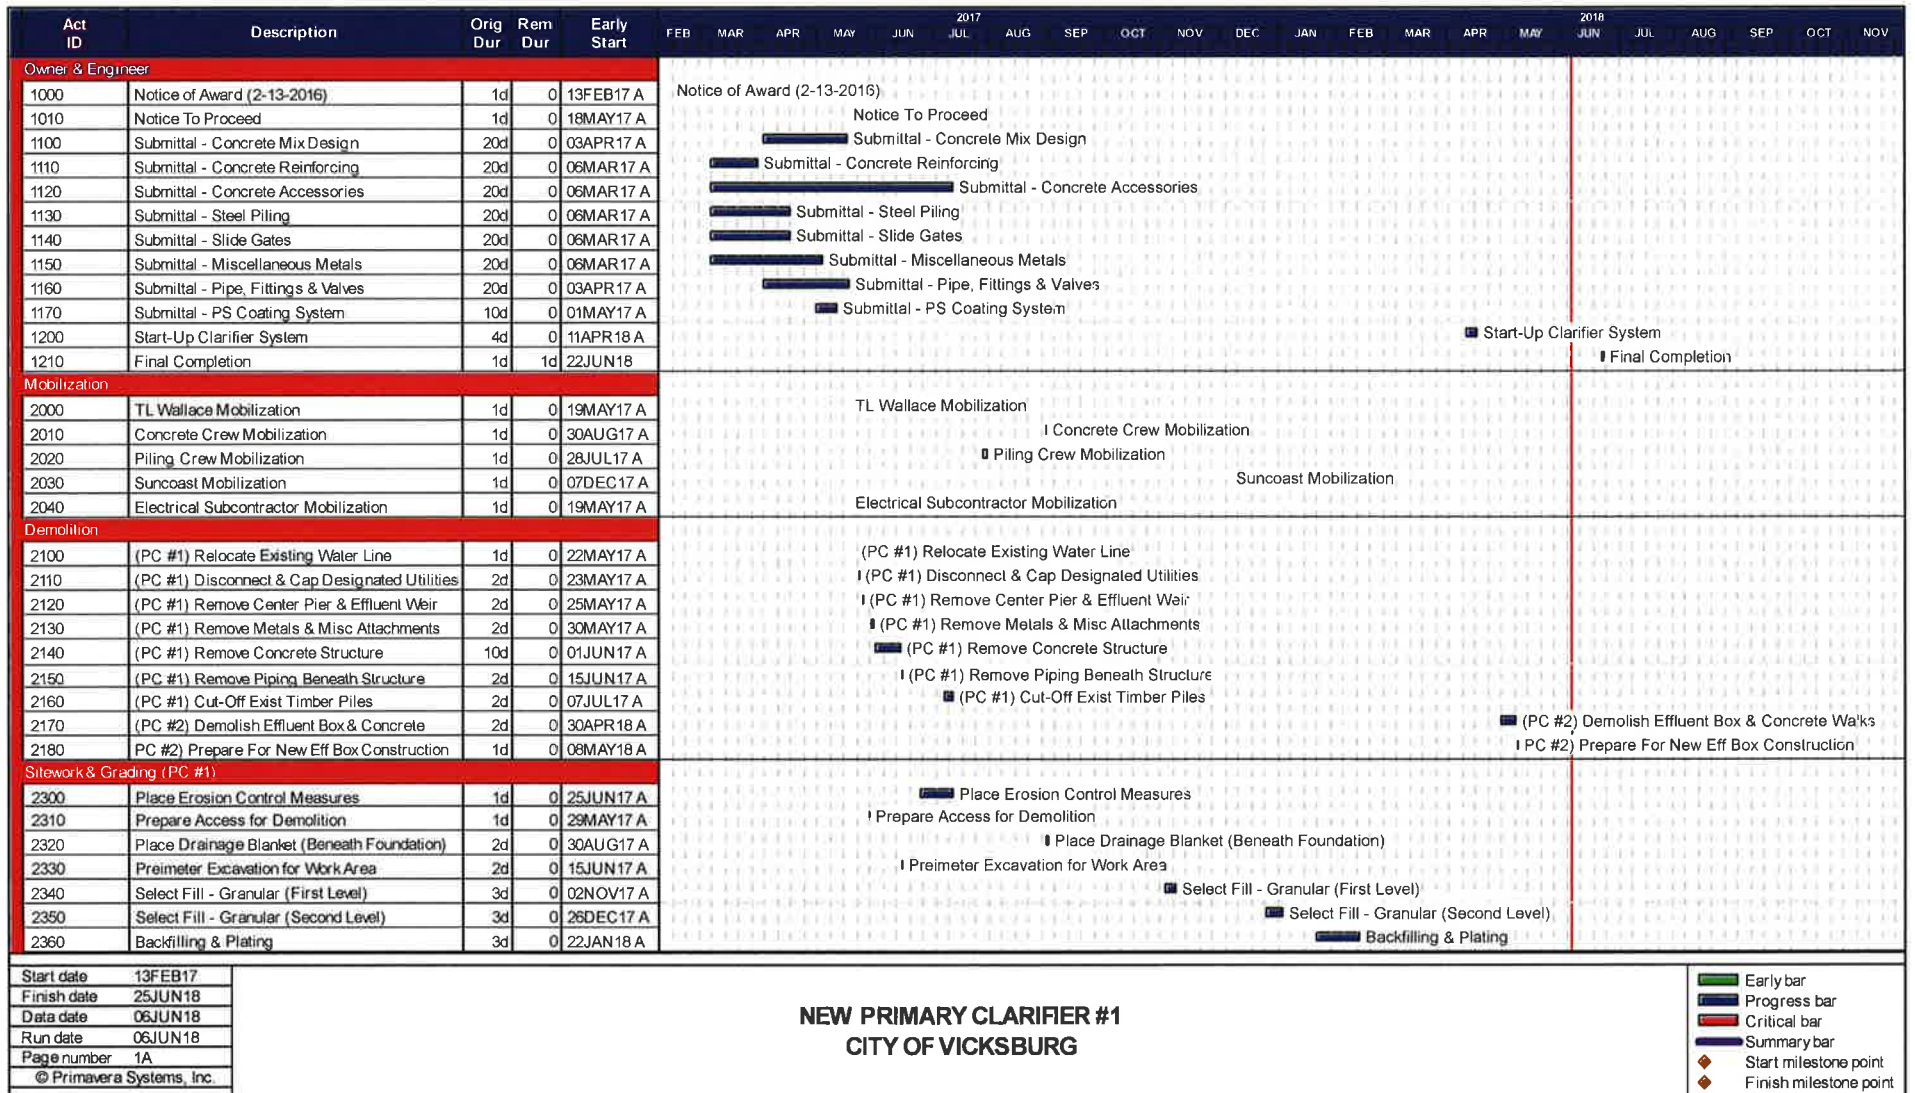 Act ID Description Orig Dur Rem Dur Early Start
2017 2018
FEB MAR APR MAY JUN JUL AUG SEP OCT NOV DEC JAN FEB MAR APR MAY JUN JUL AUG SEP OCT NOV
Owner & Engineer
1000 Notice of Award (2-13-2016) 1d 0 13FEB17 A Notice of Award (2-13-2016)
1010 Notice To Proceed 1d 0 18MAY17 A Notice To Proceed
1100 Submittal - Concrete Mix Design 20d 0 03APR17 A Submittal - Concrete Mix Design
1110 Submittal - Concrete Reinforcing 20d 0 06MAR17 A Submittal - Concrete Reinforcing
1120 Submittal - Concrete Accessories 20d 0 06MAR17 A Submittal - Concrete Accessories
1130 Submittal - Steel Piling 20d 0 06MAR17 A Submittal - Steel Piling
1140 Submittal - Slide Gates 20d 0 06MAR17 A Submittal - Slide Gates
1150 Submittal - Miscellaneous Metals 20d 0 06MAR17 A Submittal - Miscellaneous Metals
1160 Submittal - Pipe, Fittings & Valves 20d 0 03APR17 A Submittal - Pipe, Fittings & Valves
1170 Submittal - PS Coating System 10d 0 01MAY17 A Submittal - PS Coating System
1200 Start-Up Clarifier System 4d 0 11APR18 A Start-Up Clarifier System
1210 Final Completion 1d 1d 22JUN18 Final Completion
Mobilization
2000 TL Wallace Mobilization 1d 0 19MAY17 A TL Wallace Mobilization
2010 Concrete Crew Mobilization 1d 0 30AUG17 A Concrete Crew Mobilization
2020 Piling Crew Mobilization 1d 0 28JUL17 A Piling Crew Mobilization
2030 Suncoast Mobilization 1d 0 07DEC17 A Suncoast Mobilization
2040 Electrical Subcontractor Mobilization 1d 0 19MAY17 A Electrical Subcontractor Mobilization
Demolition
2100 (PC #1) Relocate Existing Water Line 1d 0 22MAY17 A (PC #1) Relocate Existing Water Line
2110 (PC #1) Disconnect & Cap Designated Utilities 2d 0 23MAY17 A (PC #1) Disconnect & Cap Designated Utilities
2120 (PC #1) Remove Center Pier & Effluent Weir 2d 0 25MAY17 A (PC #1) Remove Center Pier & Effluent Weir
2130 (PC #1) Remove Metals & Misc Attachments 2d 0 30MAY17 A (PC #1) Remove Metals & Misc Attachments
2140 (PC #1) Remove Concrete Structure 10d 0 01JUN17 A (PC #1) Remove Concrete Structure
2150 (PC #1) Remove Piping Beneath Structure 2d 0 15JUN17 A (PC #1) Remove Piping Beneath Structure
2160 (PC #1) Cut-Off Exist Timber Piles 2d 0 07JUL17 A (PC #1) Cut-Off Exist Timber Piles
2170 (PC #2) Demolish Effluent Box & Concrete 2d 0 30APR18 A (PC #2) Demolish Effluent Box & Concrete Walks
2180 PC #2) Prepare For New Eff Box Construction 1d 0 08MAY18 A PC #2) Prepare For New Eff Box Construction
Sitework & Grading (PC #1)
2300 Place Erosion Control Measures 1d 0 25JUN17 A Place Erosion Control Measures
2310 Prepare Access for Demolition 1d 0 29MAY17 A Prepare Access for Demolition
2320 Place Drainage Blanket (Beneath Foundation) 2d 0 30AUG17 A Place Drainage Blanket (Beneath Foundation)
2330 Preimeter Excavation for Work Area 2d 0 15JUN17 A Preimeter Excavation for Work Area
2340 Select Fill - Granular (First Level) 3d 0 02NOV17 A Select Fill - Granular (First Level)
2350 Select Fill - Granular (Second Level) 3d 0 26DEC17 A Select Fill - Granular (Second Level)
2360 Backfilling & Plating 3d 0 22JAN18 A Backfilling & Plating
Start date 13FEB17
Finish date 25JUN18
Data date 06JUN18
Run date 06JUN18
Page number 1A
© Primavera Systems, Inc.
NEW PRIMARY CLARIFIER #1
CITY OF VICKSBURG
Early bar
Progress bar
Critical bar
Summary bar
Start milestone point
Finish milestone point